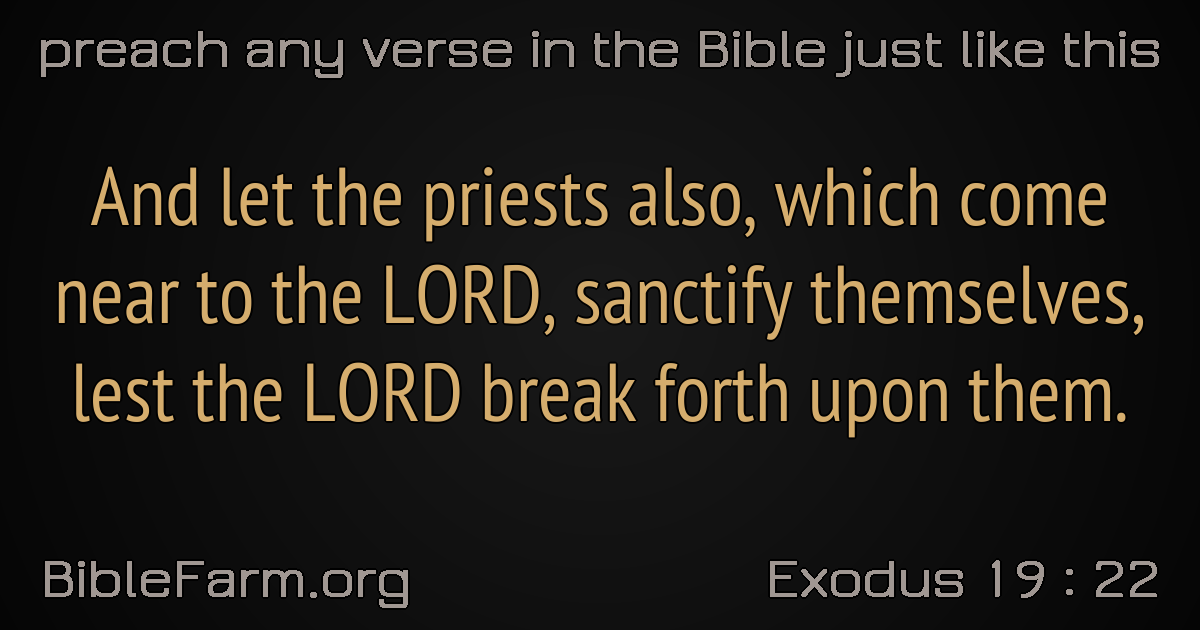 preach any verse in the Bible just like this
And let the priests also, which come
near to the LORD, sanctify themselves,
lest the LORD break forth upon them.
BibleFarm.org
Exodus 19 : 22